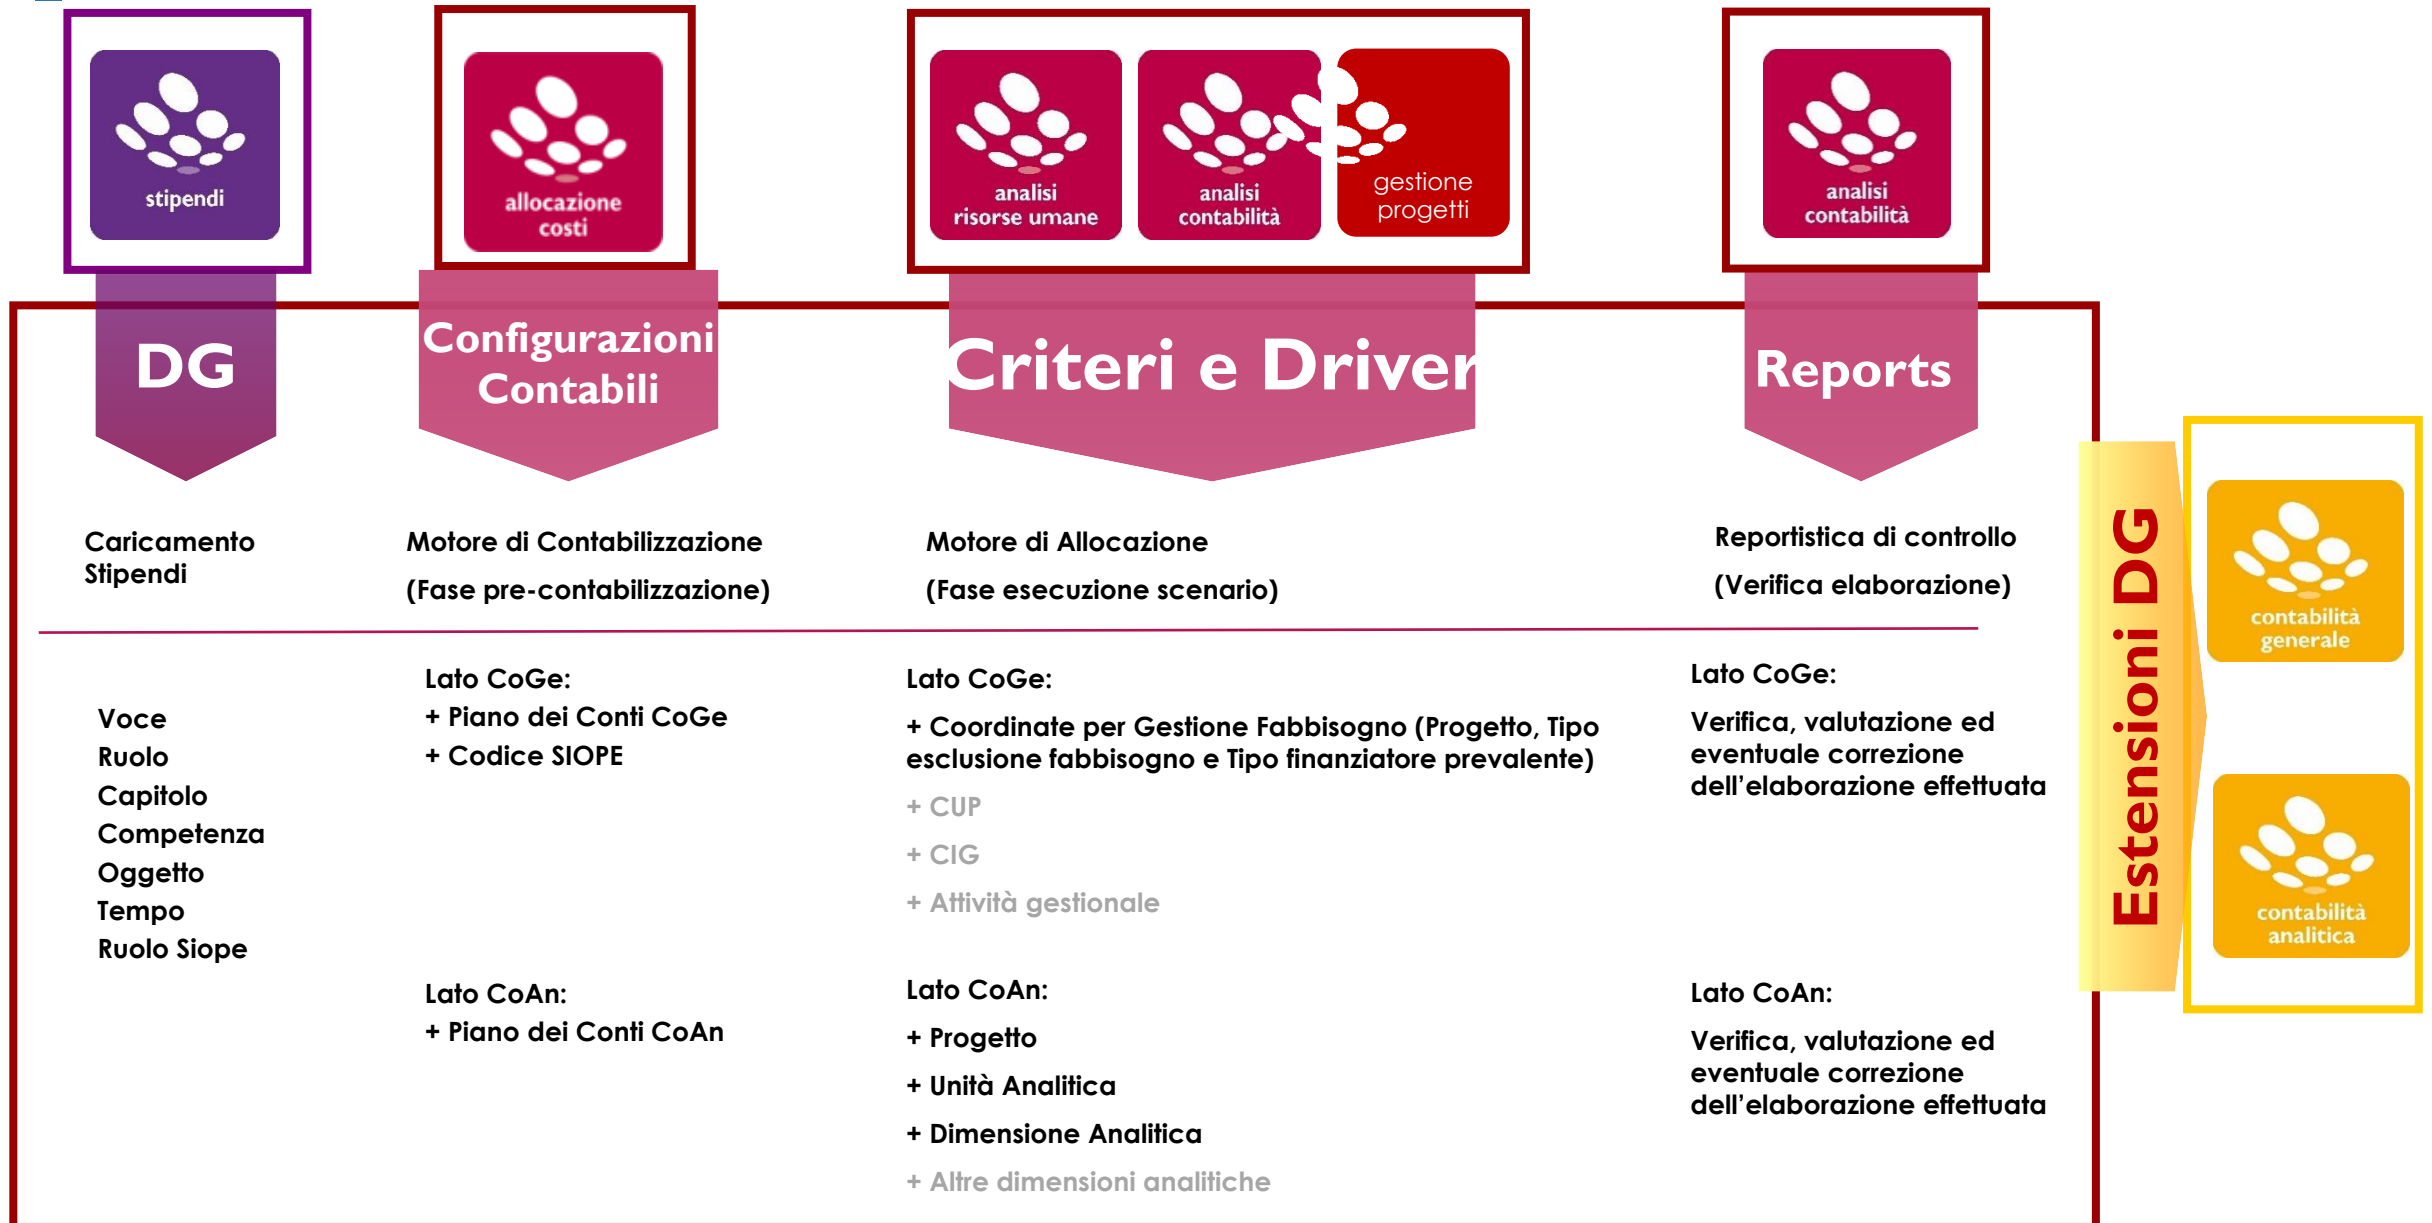 stipendi
allocazione
costi
analisi
risorse umane
analisi
contabilità
gestione
progetti
analisi
contabilità
DG
Configurazioni
Contabili
Criteri e Driver
Reports
Caricamento
Stipendi
Motore di Contabilizzazione
(Fase pre-contabilizzazione)
Motore di Allocazione
(Fase esecuzione scenario)
Reportistica di controllo
(Verifica elaborazione)
Voce
Ruolo
Capitolo
Competenza
Oggetto
Tempo
Ruolo Siope
Lato CoGe:
+ Piano dei Conti CoGe
+ Codice SIOPE
Lato CoAn:
+ Piano dei Conti CoAn
Lato CoGe:
+ Coordinate per Gestione Fabbisogno (Progetto, Tipo
esclusione fabbisogno e Tipo finanziatore prevalente)
+ CUP
+ CIG
+ Attività gestionale
Lato CoAn:
+ Progetto
+ Unità Analitica
+ Dimensione Analitica
+ Altre dimensioni analitiche
Lato CoGe:
Verifica, valutazione ed
eventuale correzione
dell’elaborazione effettuata
Lato CoAn:
Verifica, valutazione ed
eventuale correzione
dell’elaborazione effettuata
Estensioni DG
contabilità
generale
contabilità
analitica